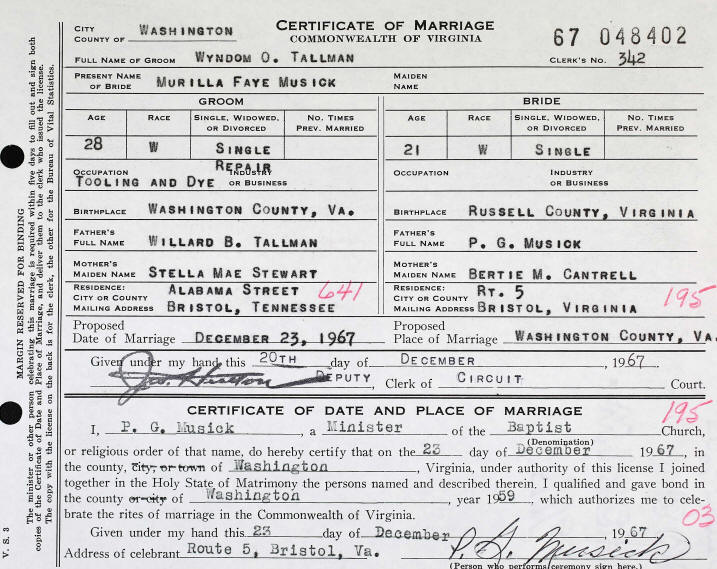 CITY
COUNTY OF WASHINGTON
CERTIFICATE OF MARRIAGE
COMMONWEALTH OF VIRGINIA
67 048402
FULL NAME OF GROOM WYNDOM O. TALLMAN CLERK'S NO. 342
PRESENT NAME OF BRIDE MURILLA FAYE MUSICK MAIDEN NAME
GROOM BRIDE
AGE RACE SINGLE, WIDOWED, OR DIVORCED NO. TIMES PREV. MARRIED AGE RACE SINGLE, WIDOWED, OR DIVORCED NO. TIMES PREV. MARRIED
28 W SINGLE 21 W SINGLE
REPAIR
OCCUPATION INDUSTRY OR BUSINESS OCCUPATION INDUSTRY OR BUSINESS
TOOLING AND DYE
BIRTHPLACE WASHINGTON COUNTY, VA. BIRTHPLACE RUSSELL COUNTY, VIRGINIA
FATHER'S FULL NAME WILLARD B. TALLMAN FATHER'S FULL NAME P. G. MUSICK
MOTHER'S MAIDEN NAME STELLA MAE STEWART MOTHER'S MAIDEN NAME BERTIE M. CANTRELL
RESIDENCE: ALABAMA STREET 641 RESIDENCE: RT. 5 195
CITY OR COUNTY CITY OR COUNTY
MAILING ADDRESS BRISTOL, TENNESSEE MAILING ADDRESS BRISTOL, VIRGINIA
Proposed Date of Marriage DECEMBER 23, 1967 Proposed Place of Marriage WASHINGTON COUNTY, VA.
Given under my hand this 20TH day of DECEMBER, 1967
DEPUTY, Clerk of CIRCUIT Court.
CERTIFICATE OF DATE AND PLACE OF MARRIAGE 195
I, P. G. Musick, a Minister of the Baptist Church,
(Denomination)
or religious order of that name, do hereby certify that on the 23 day of December 1967, in
the county, City, or town of Washington, Virginia, under authority of this license I joined
together in the Holy State of Matrimony the persons named and described therein. I qualified and gave bond in
the county or city of Washington, year 1959, which authorizes me to cele-
brate the rites of marriage in the Commonwealth of Virginia. 03
Given under my hand this 23 day of December, 1967
Address of celebrant Route 5, Bristol, Va. P. G. Musick
(Person who performs ceremony sign here.)
MARGIN RESERVED FOR BINDING
The minister or other person celebrating this marriage is required within five days to fill out and sign both
copies of the Certificate of Date and Place of Marriage, and deliver them to the clerk who issued the license.
The copy with the license on the back is for the clerk, the other for the Bureau of Vital Statistics.
V. S. 3